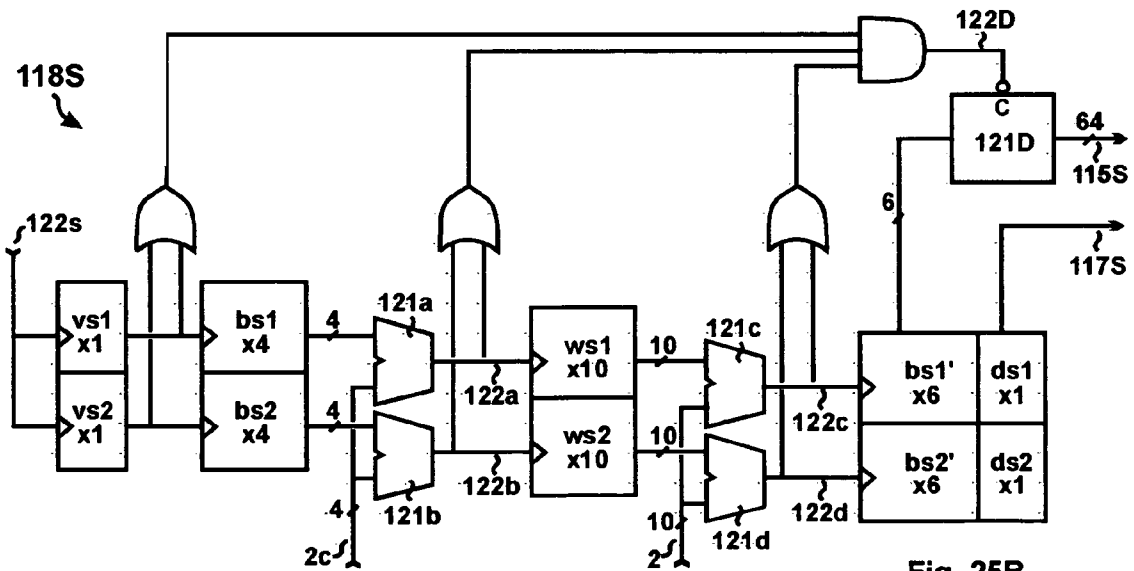 122D
118S
C
121D
64
115S
6
122s
117S
vs1
x1
bs1
x4
4
121a
ws1
x10
10
121c
bs1'
x6
ds1
x1
122a
122c
vs2
x1
bs2
x4
4
ws2
x10
10
bs2'
x6
ds2
x1
122b
122d
4
121b
10
121d
2c
2
Fig. 25B